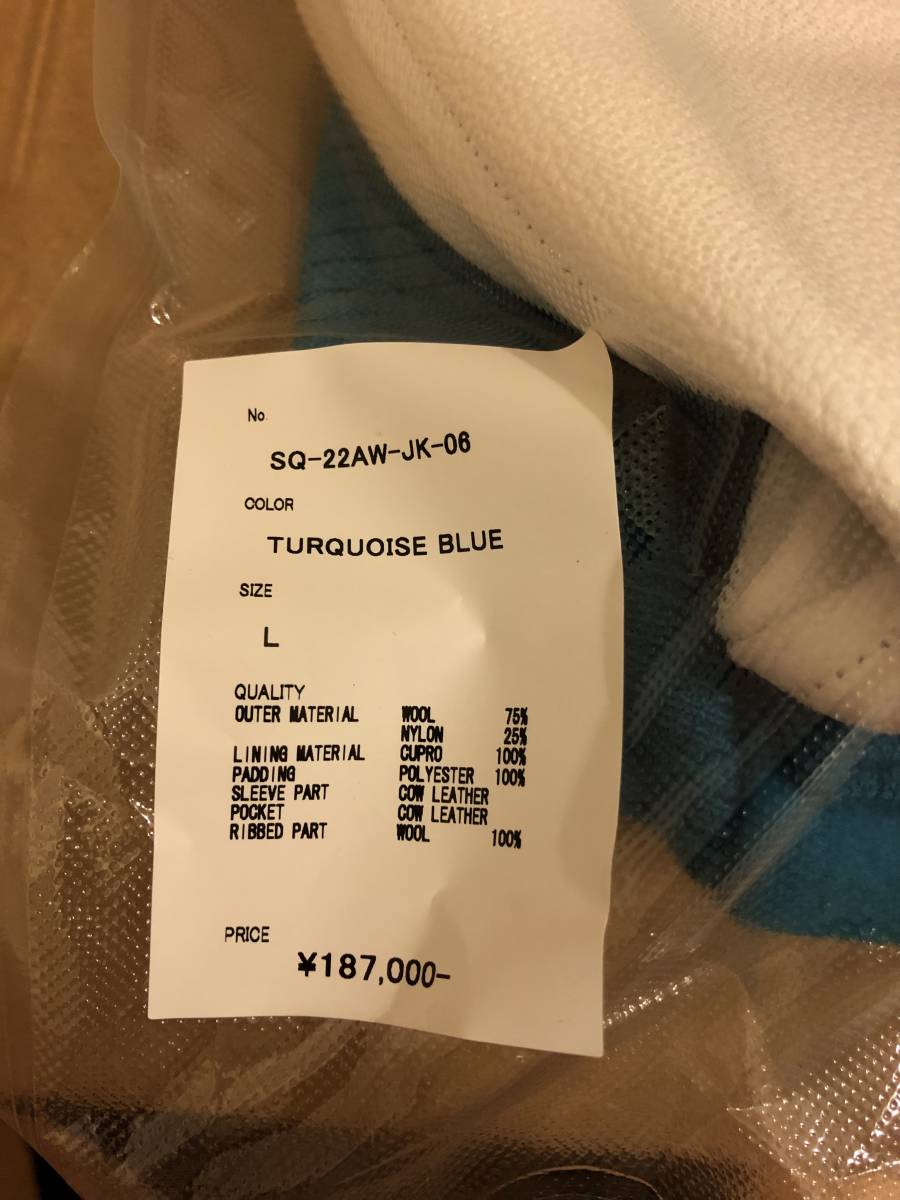 No.
SQ-22AW-JK-06
COLOR
TURQUOISE BLUE
SIZE
L
QUALITY
OUTER MATERIAL WOOL 75%
NYLON 25%
LINING MATERIAL CUPRO 100%
PADDING POLYESTER 100%
SLEEVE PART COW LEATHER
POCKET COW LEATHER
RIBBED PART WOOL 100%
PRICE
¥187,000-